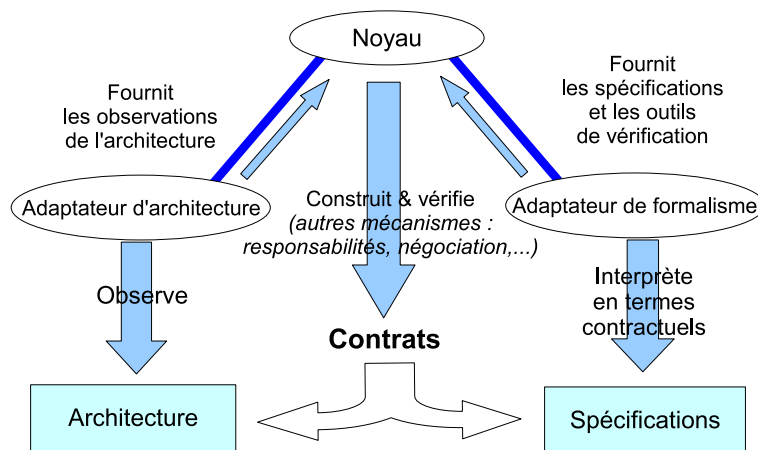 Noyau
Fournit
les observations
de l'architecture
Fournit
les spécifications
et les outils
de vérification
Adaptateur d'architecture
Construit & vérifie
(autres mécanismes :
responsabilités, négociation,...)
Adaptateur de formalisme
Observe
Interprète
en termes
contractuels
Contrats
Architecture
Spécifications